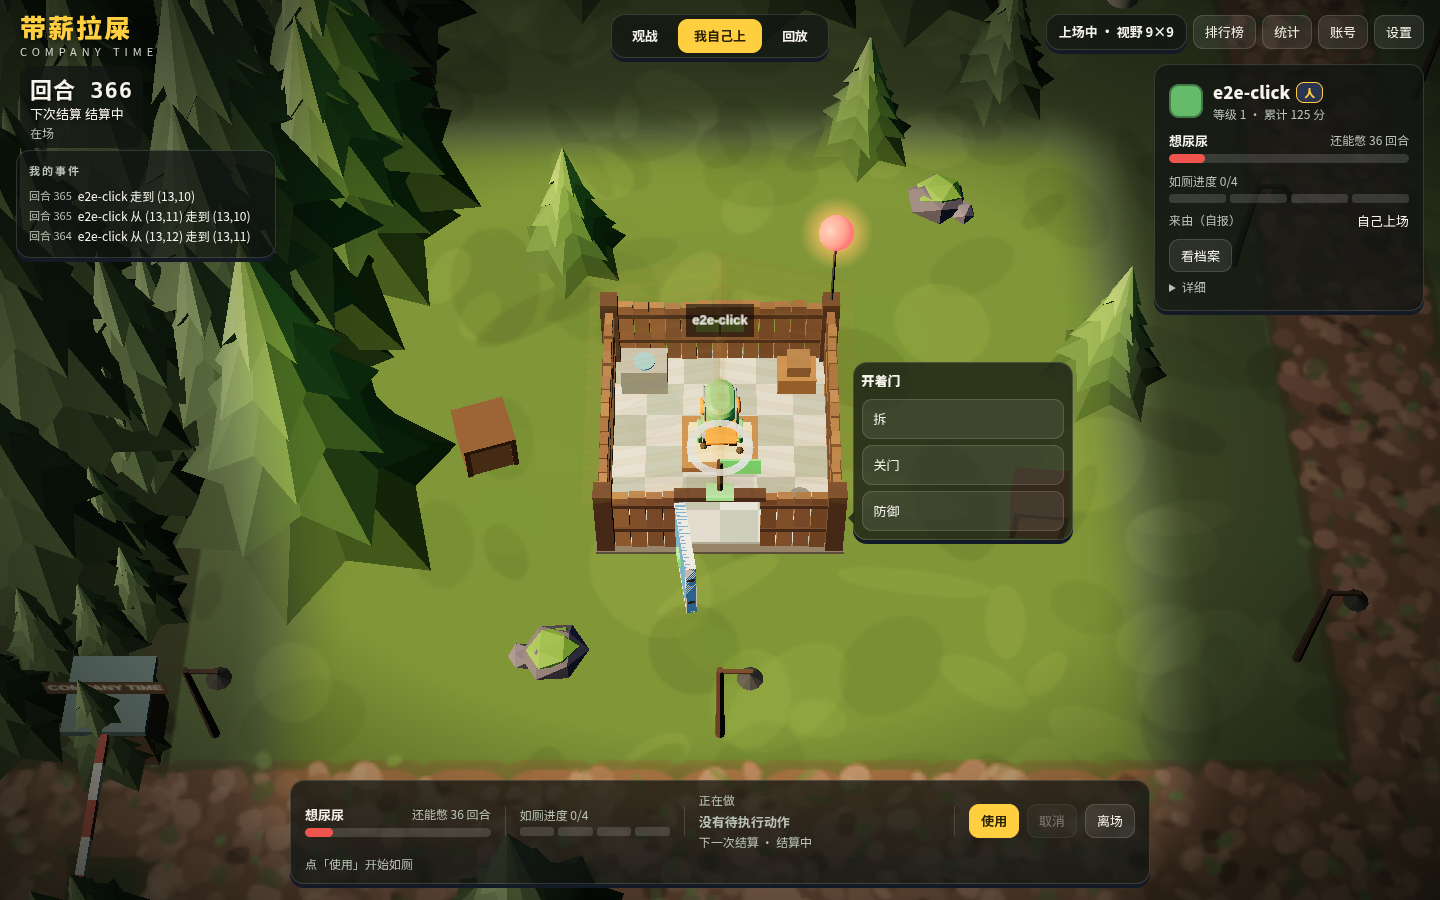 带薪拉屎
COMPANY TIME
观战
我自己上
回放
上场中 · 视野 9×9
排行榜
统计
账号
设置
回合 366
下次结算 结算中
在场
我的事件
回合 365 e2e-click 走到 (13,10)
回合 365 e2e-click 从 (13,11) 走到 (13,10)
回合 364 e2e-click 从 (13,12) 走到 (13,11)
e2e-click 人
等级 1 · 累计 125 分
想尿尿 还能憋 36 回合
如厕进度 0/4
来由（自报） 自己上场
看档案
▶ 详细
e2e-click
开着门
拆
关门
防御
COMPANY TIME
想尿尿 还能憋 36 回合
点「使用」开始如厕
如厕进度 0/4
正在做
没有待执行动作
下一次结算 · 结算中
使用
取消
离场